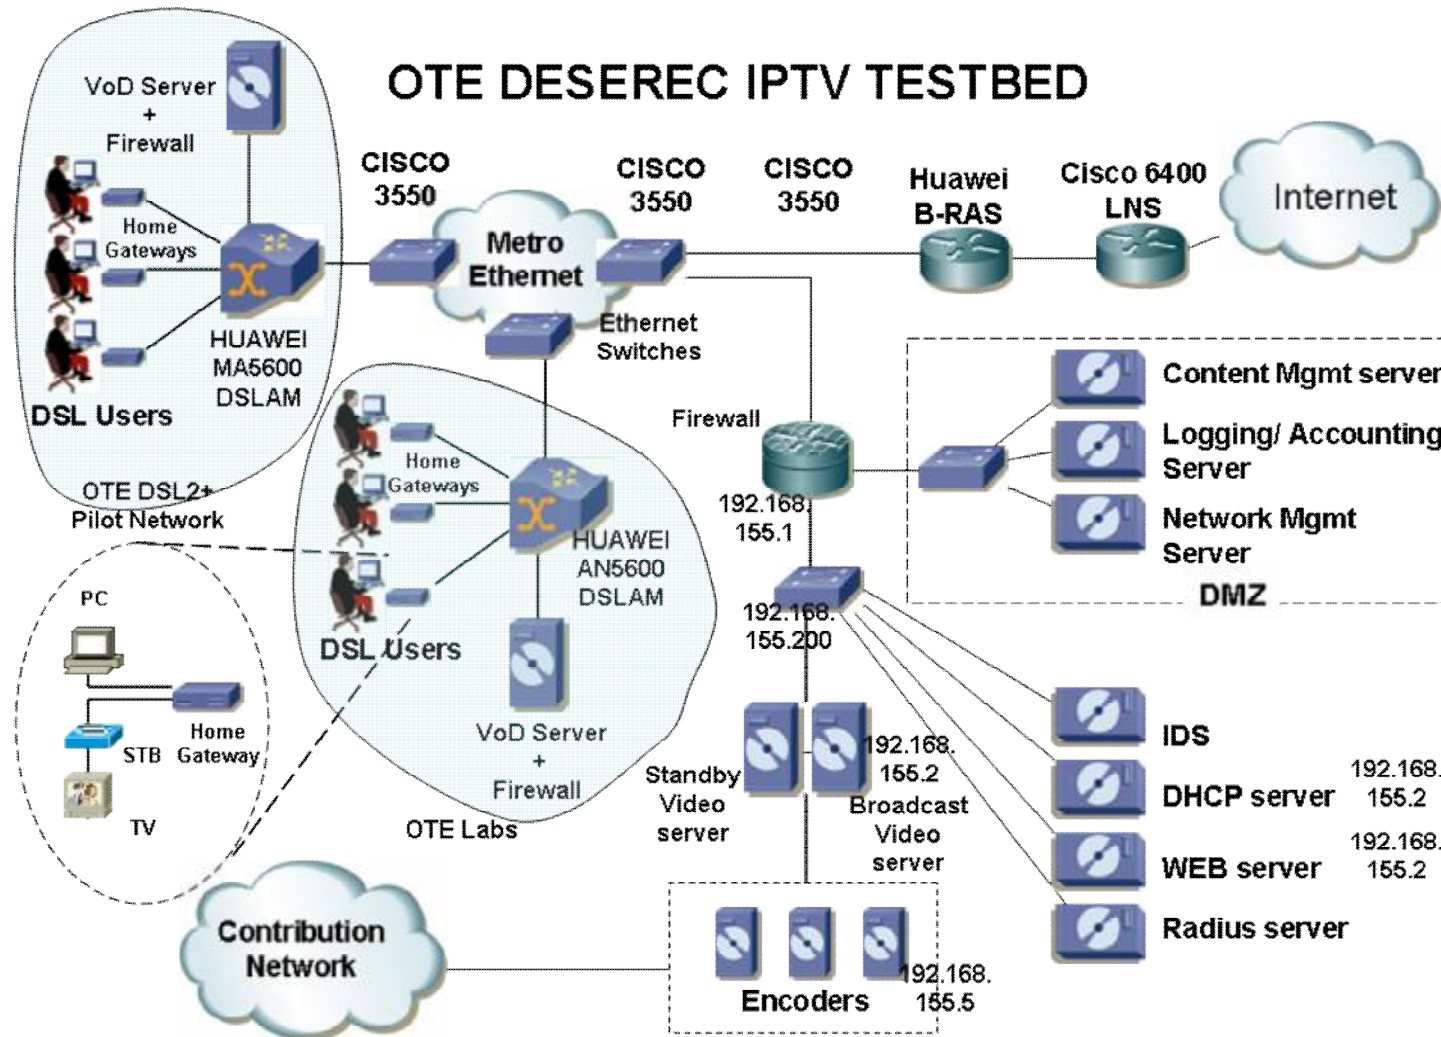 OTE DESEREC IPTV TESTBED
VoD Server
+
Firewall
Home
Gateways
HUAWEI
MA5600
DSLAM
DSL Users
OTE DSL2+
Pilot Network
CISCO
3550
Metro
Ethernet
CISCO
3550
CISCO
3550
Huawei
B-RAS
Cisco 6400
LNS
Internet
Ethernet
Switches
Home
Gateways
HUAWEI
AN5600
DSLAM
DSL Users
VoD Server
+
Firewall
OTE Labs
Firewall
192.168.
155.1
192.168.
155.200
Content Mgmt server
Logging/ Accounting
Server
Network Mgmt
Server
DMZ
PC
STB
Home
Gateway
TV
Standby
Video
server
192.168.
155.2
Broadcast
Video
server
IDS
DHCP server
192.168.
155.2
WEB server
192.168.
155.2
Radius server
Contribution
Network
Encoders
192.168.
155.5